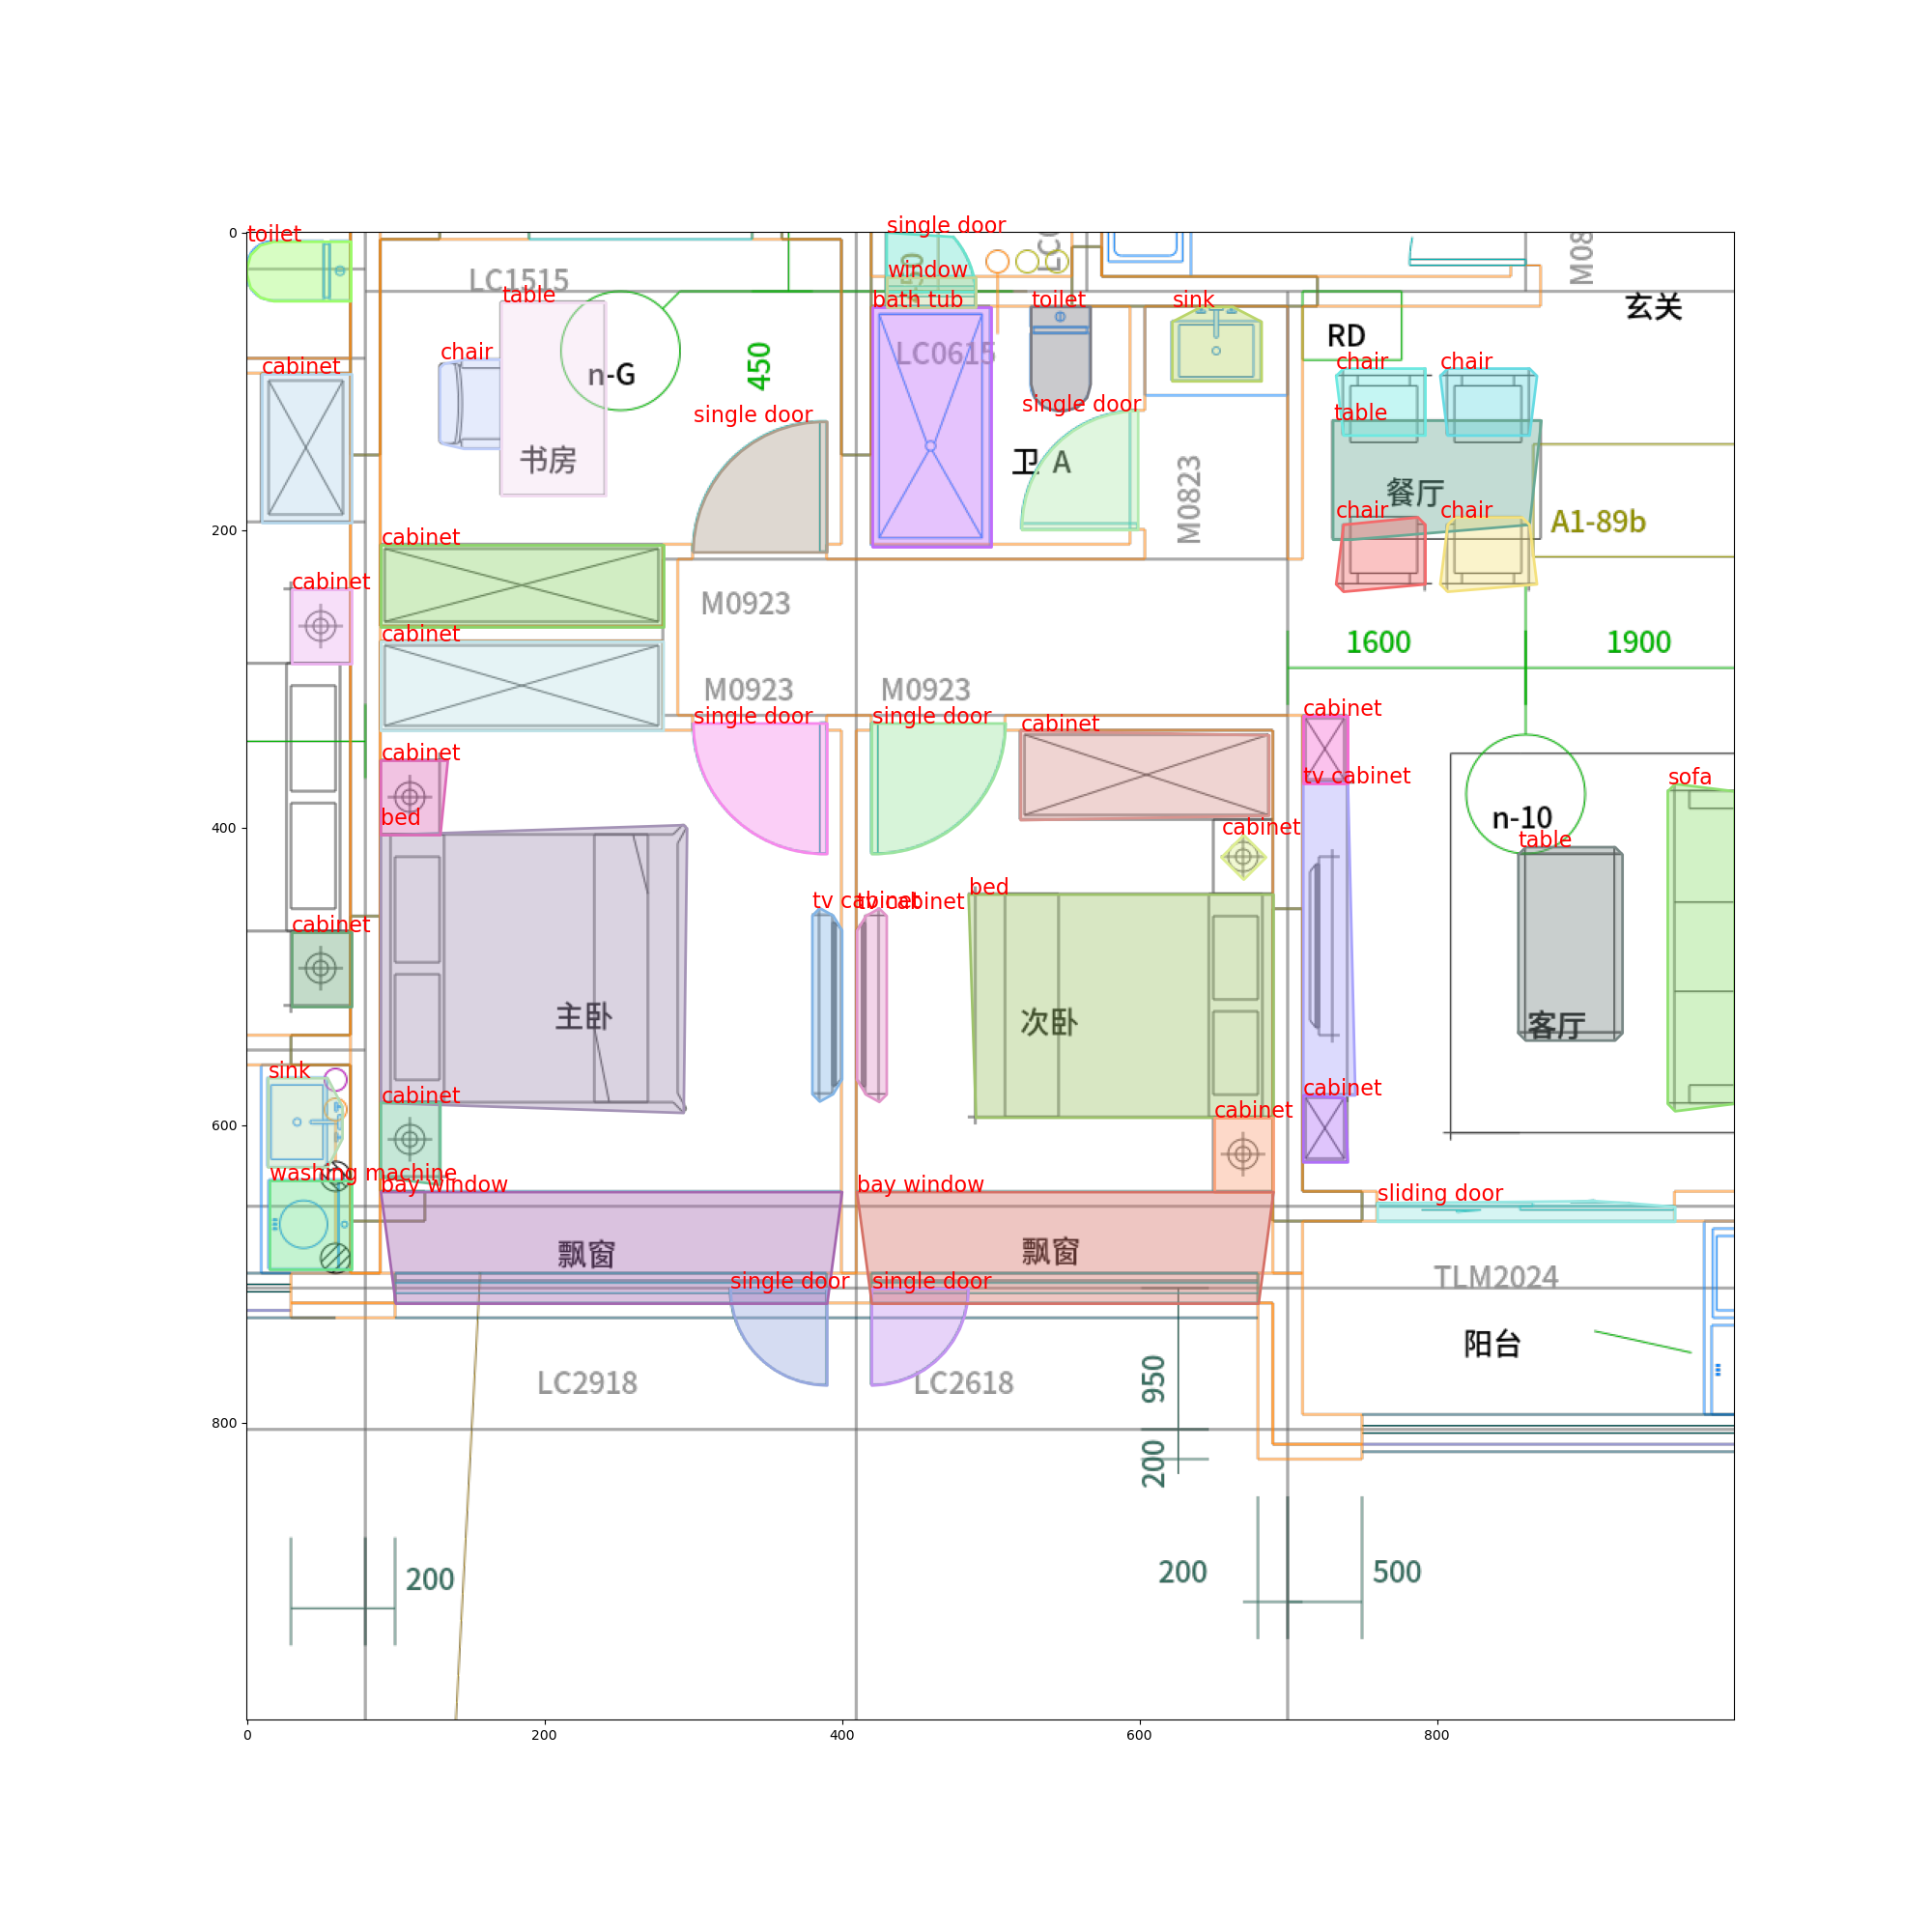 single door
0
toilet
LC1515
window
table
bath tub
toilet
sink
M08
玄关
RD
chair
n-G
450
LC0615
chair
chair
cabinet
single door
single door
table
书房
卫 A
M0823
餐厅
chair
chair
A1-89b
200
cabinet
cabinet
M0923
1600
1900
cabinet
M0923
M0923
single door
single door
cabinet
cabinet
cabinet
tv cabinet
sofa
n-10
400
bed
cabinet
table
bed
tv cabinet
tv cabinet
cabinet
主卧
次卧
客厅
sink
cabinet
cabinet
cabinet
600
washing machine
bay window
bay window
sliding door
飘窗
飘窗
single door
single door
TLM2024
阳台
LC2918
LC2618
950
800
200
200
200
500
0
200
400
600
800